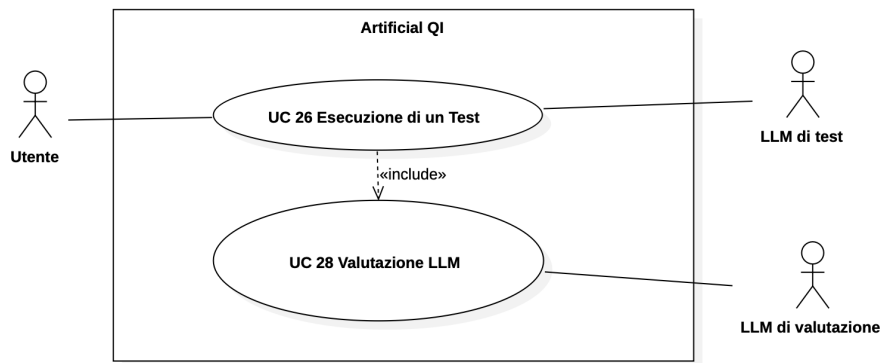 Artificial QI
UC 26 Esecuzione di un Test
Utente
LLM di test
«include»
UC 28 Valutazione LLM
LLM di valutazione